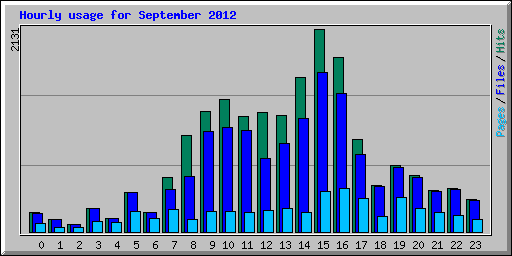 Hourly usage for September 2012
2131
Pages/Files/Hits
0 1 2 3 4 5 6 7 8 9 10 11 12 13 14 15 16 17 18 19 20 21 22 23